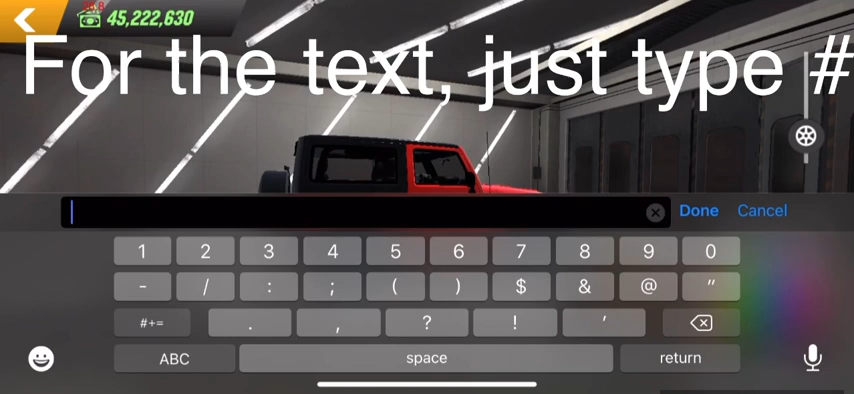 45,222,630
For the text, just type #
Done Cancel
1 2 3 4 5 6 7 8 9 0
- / : ; ( ) $ & @ "
#+= . , ? ! '
ABC space return